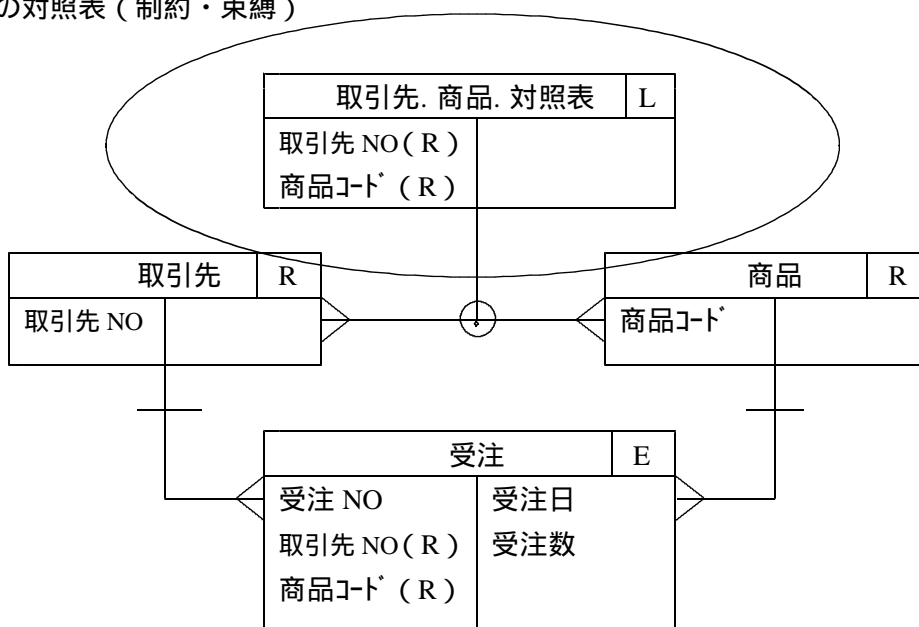 の対照表（制約・束縛）
取引先. 商品. 対照表 L
取引先 NO（R）
商品ｺｰﾄﾞ（R）
取引先 R
取引先 NO
商品 R
商品ｺｰﾄﾞ
受注 E
受注 NO 受注日
取引先 NO（R） 受注数
商品ｺｰﾄﾞ（R）